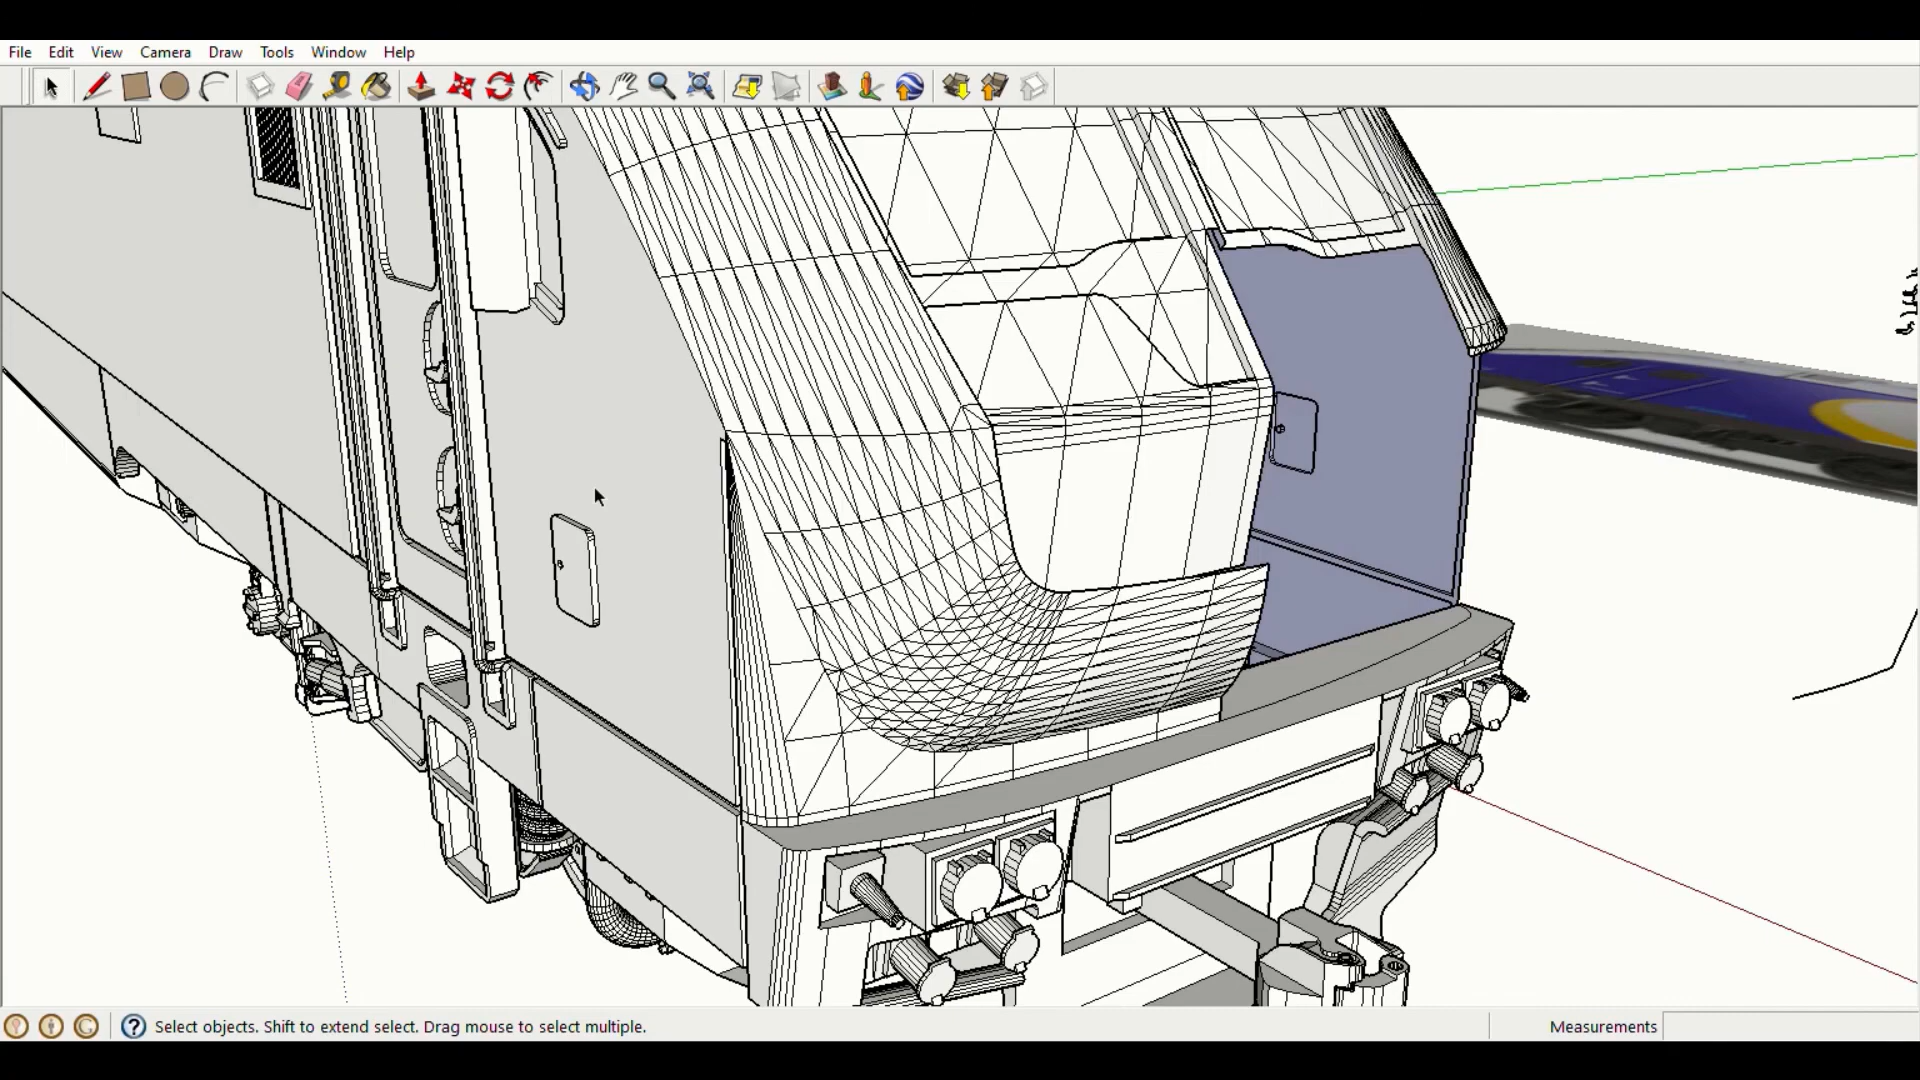 File Edit View Camera Draw Tools Window Help
Select objects. Shift to extend select. Drag mouse to select multiple.
Measurements